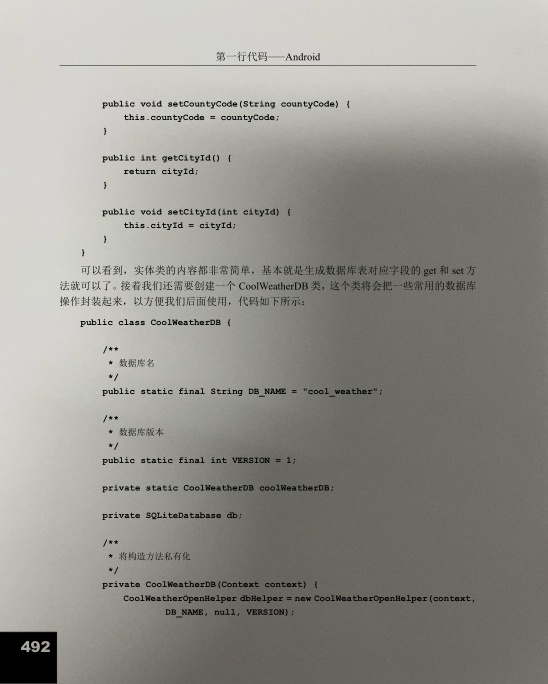 第一行代码——Android
public void setCountyCode(String countyCode) {
this.countyCode = countyCode;
}
public int getCityId() {
return cityId;
}
public void setCityId(int cityId) {
this.cityId = cityId;
}
}
可以看到，实体类的内容都非常简单，基本就是生成数据库表对应字段的 get 和 set 方
法就可以了。接着我们还需要创建一个 CoolWeatherDB 类，这个类将会把一些常用的数据库
操作封装起来，以方便我们后面使用，代码如下所示：
public class CoolWeatherDB {
/**
* 数据库名
*/
public static final String DB_NAME = "cool_weather";
/**
* 数据库版本
*/
public static final int VERSION = 1;
private static CoolWeatherDB coolWeatherDB;
private SQLiteDatabase db;
/**
* 将构造方法私有化
*/
private CoolWeatherDB(Context context) {
CoolWeatherOpenHelper dbHelper = new CoolWeatherOpenHelper(context,
DB_NAME, null, VERSION);
492